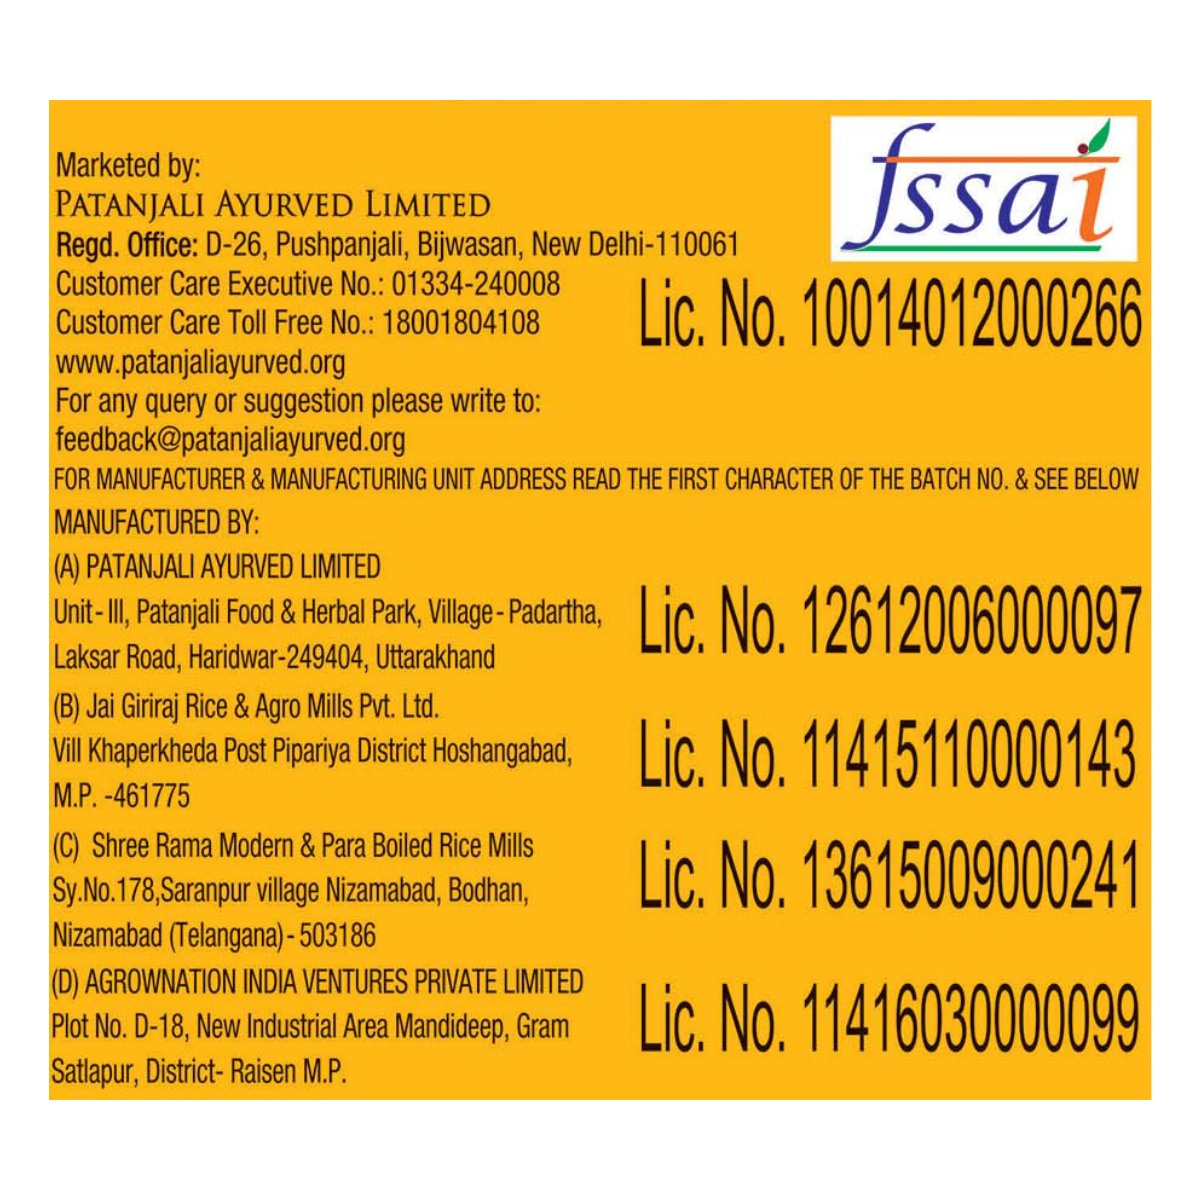 Marketed by:
PATANJALI AYURVED LIMITED
Regd. Office: D-26, Pushpanjali, Bijwasan, New Delhi-110061
Customer Care Executive No.: 01334-240008
Customer Care Toll Free No.: 18001804108
www.patanjaliayurved.org
For any query or suggestion please write to:
feedback@patanjaliayurved.org
fssai
Lic. No. 10014012000266
FOR MANUFACTURER & MANUFACTURING UNIT ADDRESS READ THE FIRST CHARACTER OF THE BATCH NO. & SEE BELOW
MANUFACTURED BY:
(A) PATANJALI AYURVED LIMITED
Unit- III, Patanjali Food & Herbal Park, Village - Padartha,
Laksar Road, Haridwar-249404, Uttarakhand
Lic. No. 12612006000097
(B) Jai Giriraj Rice & Agro Mills Pvt. Ltd.
Vill Khaperkheda Post Pipariya District Hoshangabad,
M.P. -461775
Lic. No. 11415110000143
(C) Shree Rama Modern & Para Boiled Rice Mills
Sy.No.178,Saranpur village Nizamabad, Bodhan,
Nizamabad (Telangana) - 503186
Lic. No. 13615009000241
(D) AGROWNATION INDIA VENTURES PRIVATE LIMITED
Plot No. D-18, New Industrial Area Mandideep, Gram
Satlapur, District- Raisen M.P.
Lic. No. 11416030000099